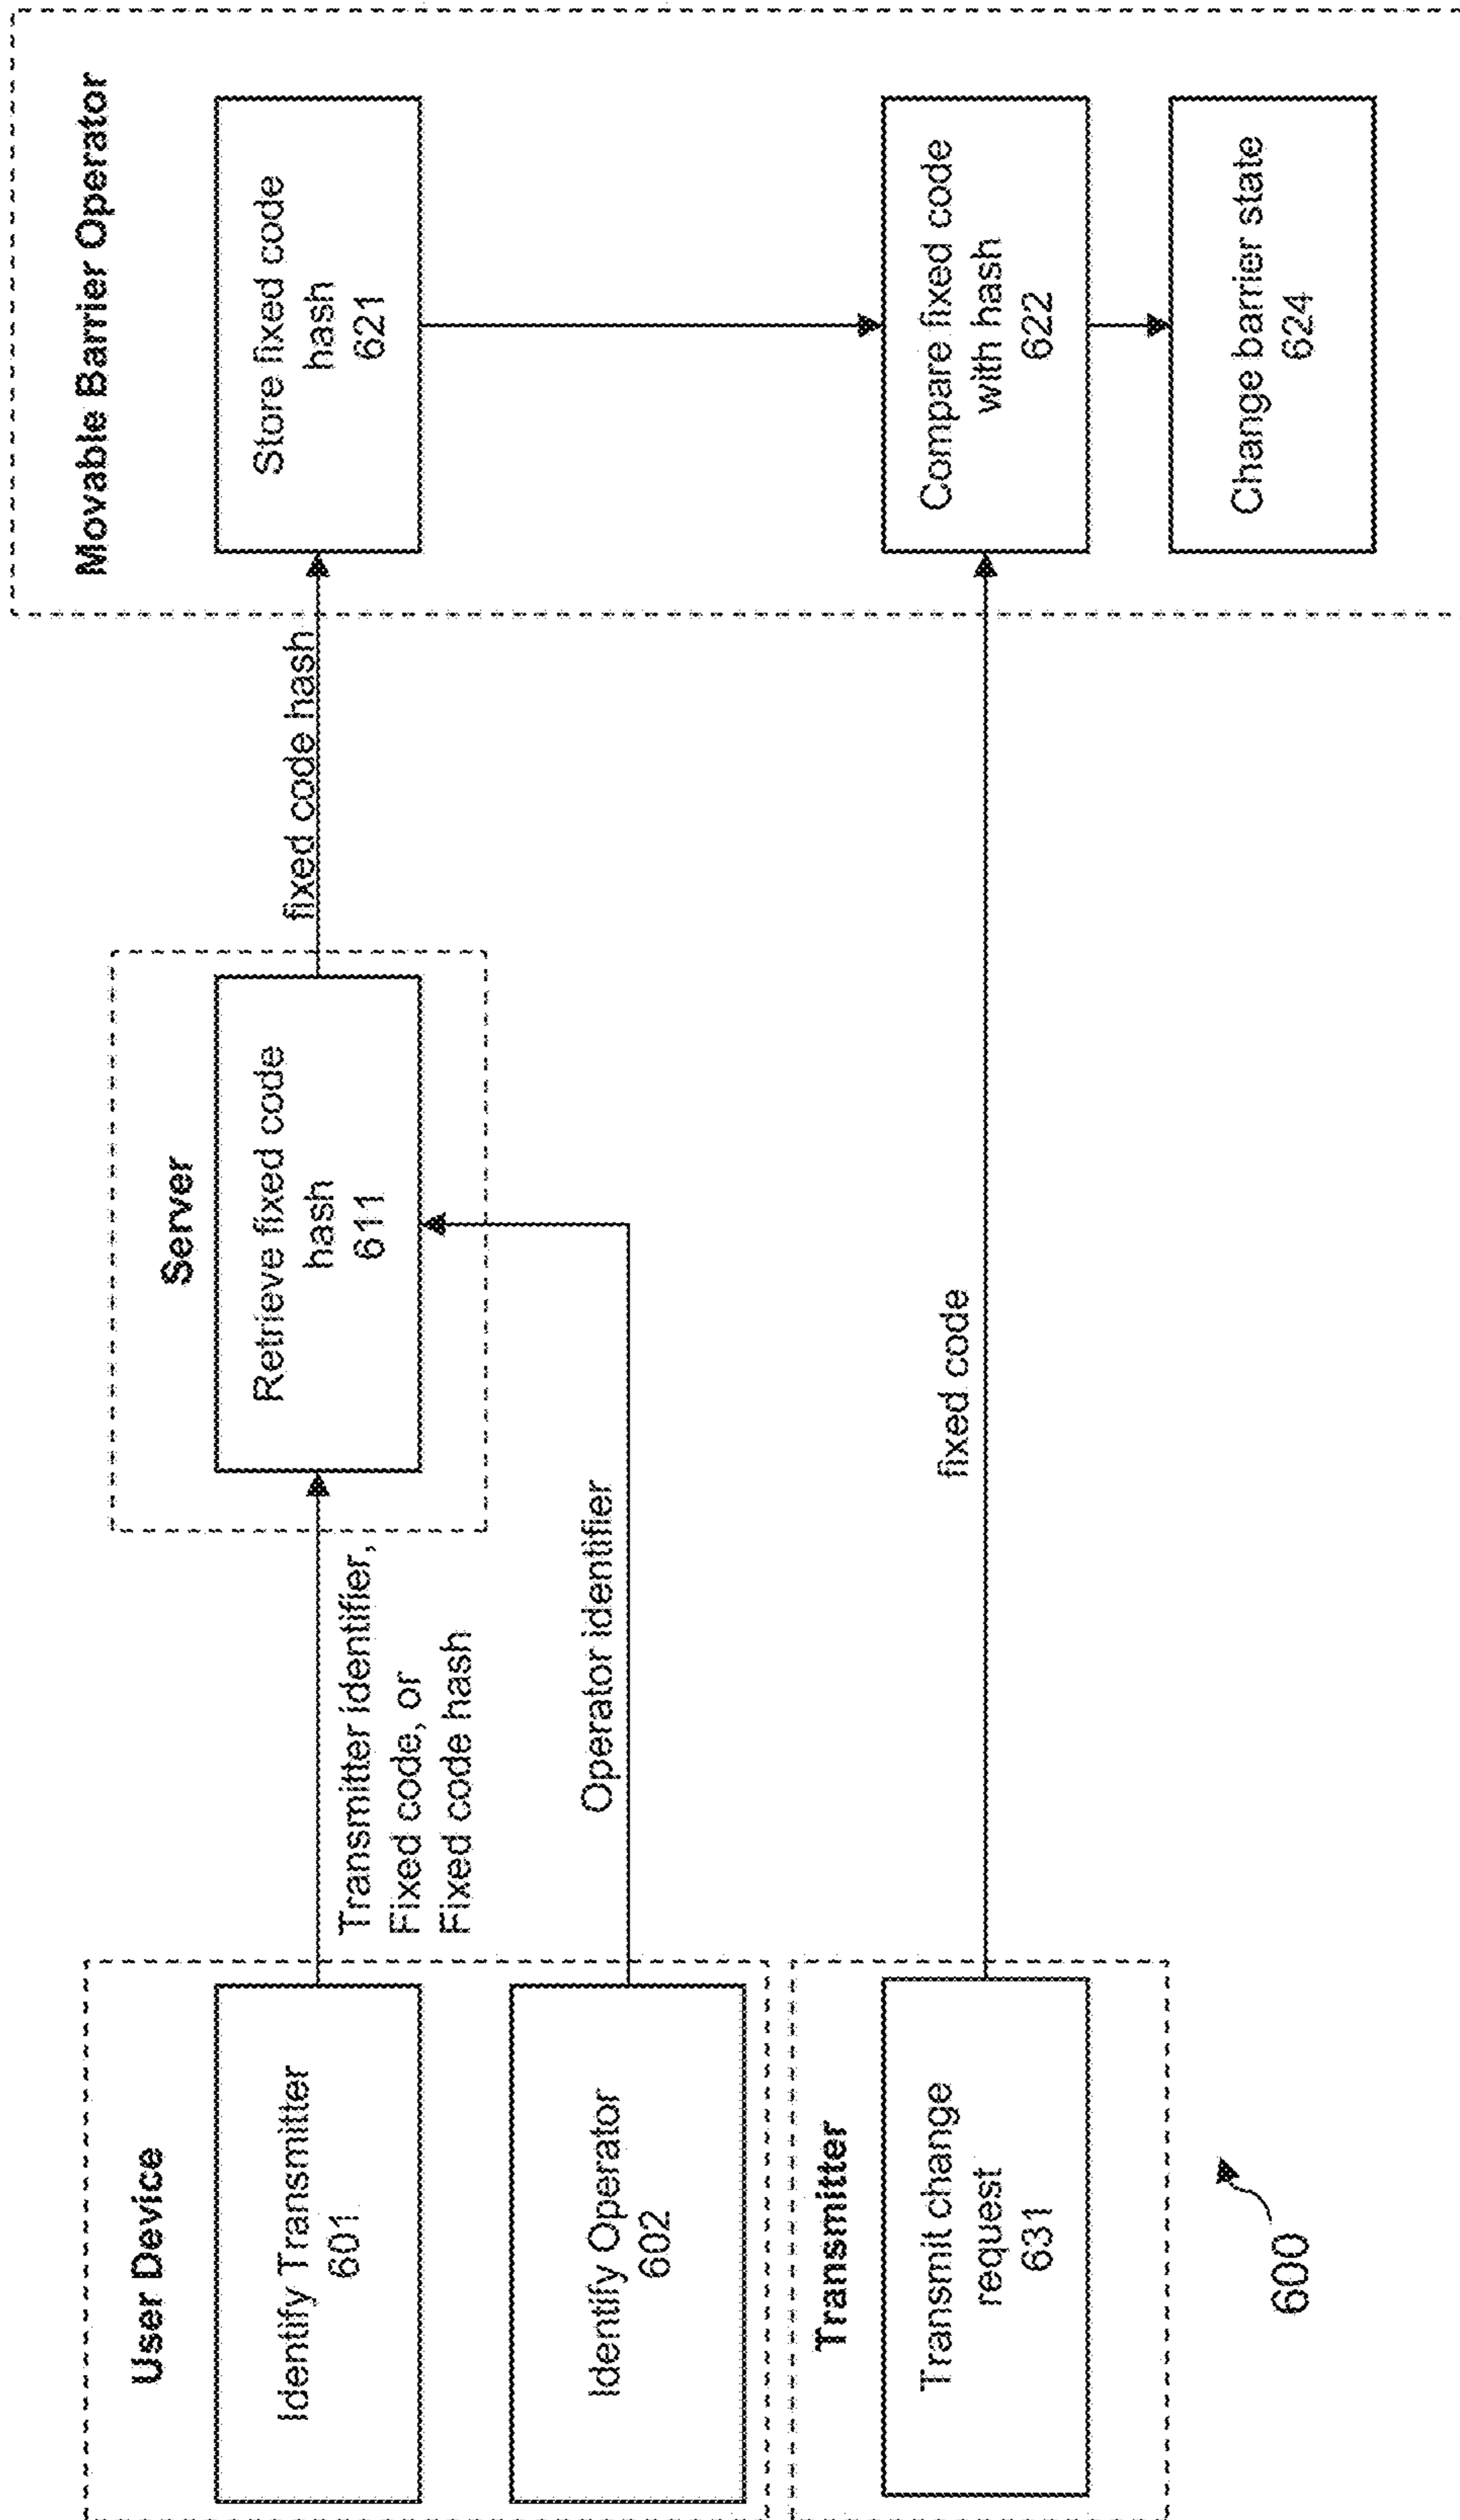 User Device
Identify Transmitter
601
Identify Operator
602
Transmitter identifier,
Fixed code, or
Fixed code hash
Operator identifier
Server
Retrieve fixed code
hash
611
fixed code hash
Movable Barrier Operator
Store fixed code
hash
621
Transmitter
Transmit change
request
631
fixed code
Compare fixed code
with hash
622
Change barrier state
624
600